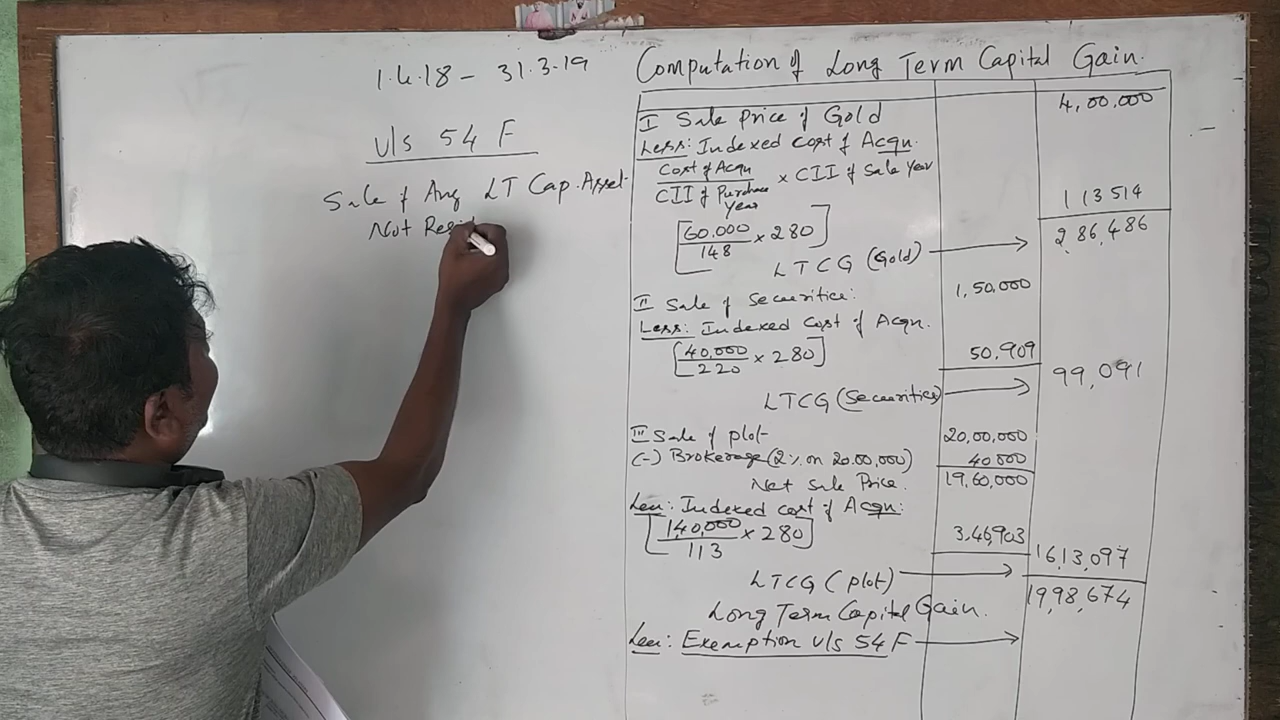 1.4.18 - 31.3.19
U/s 54 F
Sale of Any LT Cap. Asset
Not Resi
Computation of Long Term Capital Gain.
I Sale Price of Gold 4,00,000
Less: Indexed cost of Acqn.
Cost of Acqn
CII of Purchase Year × CII of Sale Year 113514
[60.000 / 148 × 280] 2,86,486
LTCG (Gold) →
II Sale of Securities: 1,50,000
Less: Indexed Cost of Acqn.
[40,000 / 220 × 280] 50,909
LTCG (Securities) → 99,091
III Sale of plot 20,00,000
(-) Brokerage (2% on 20.00,000) 40000
Net Sale Price. 19,60,000
Less: Indexed cost of Acqn:
[140,000 / 113 × 280] 3,46,903
LTCG (plot) → 16,13,097
Long Term Capital Gain. 19,98,674
Less: Exemption U/s 54 F →